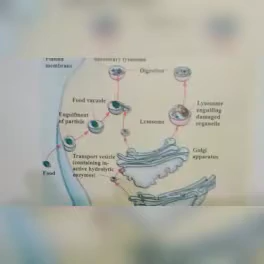 Plasma
membrane
Secondary lysosome
Digestion
Food vacuole
Engulfment
of particle
Lysosome
engulfing
damaged
organelle
Lysosome
Golgi
apparatus
Transport vesicle
(containing in-
active hydrolytic
enzymes)
Food